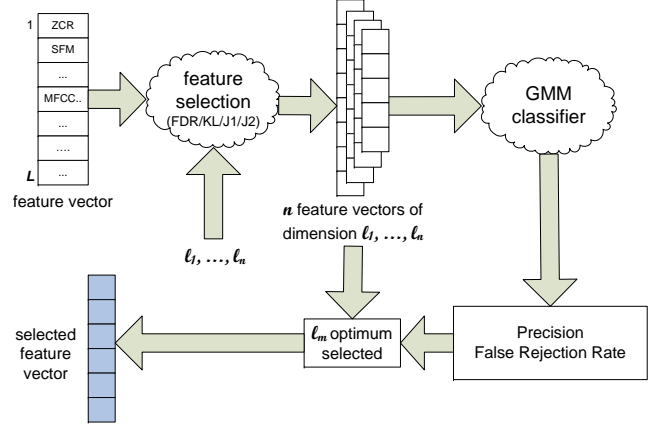 1
ZCR
SFM
...
MFCC..
...
....
L
...
feature vector
feature
selection
(FDR/KL/J1/J2)
ℓ1, …, ℓn
n feature vectors of
dimension ℓ1, …, ℓn
GMM
classifier
Precision
False Rejection Rate
ℓm optimum
selected
selected
feature
vector